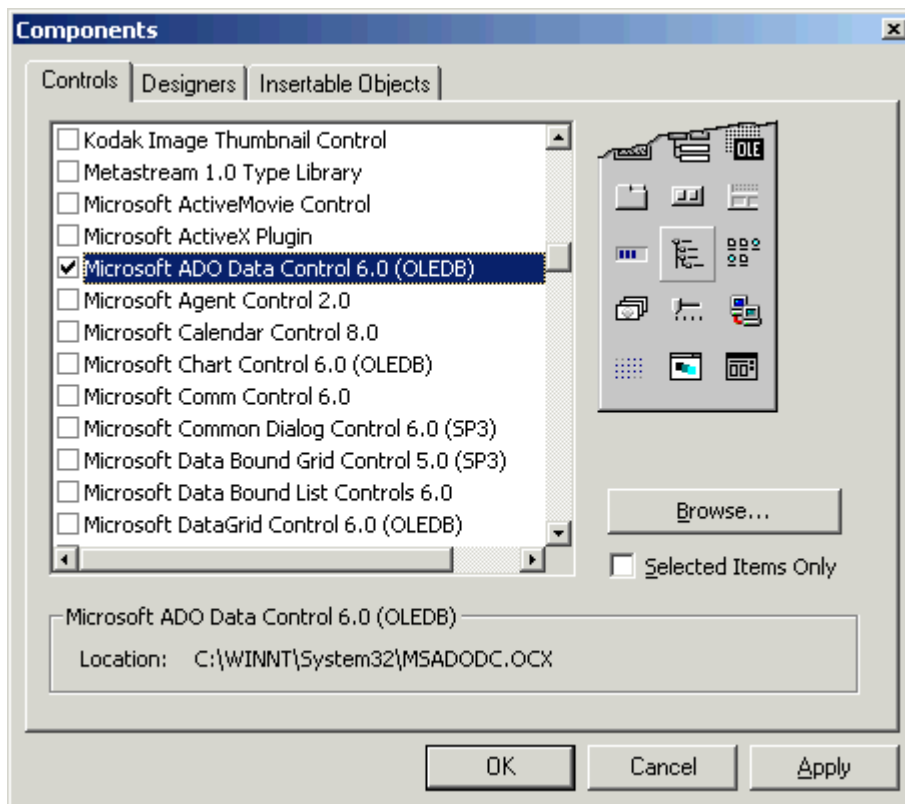 Components
Controls
Designers
Insertable Objects
Kodak Image Thumbnail Control
Metastream 1.0 Type Library
Microsoft ActiveMovie Control
Microsoft ActiveX Plugin
Microsoft ADO Data Control 6.0 (OLEDB)
Microsoft Agent Control 2.0
Microsoft Calendar Control 8.0
Microsoft Chart Control 6.0 (OLEDB)
Microsoft Comm Control 6.0
Microsoft Common Dialog Control 6.0 (SP3)
Microsoft Data Bound Grid Control 5.0 (SP3)
Microsoft Data Bound List Controls 6.0
Microsoft DataGrid Control 6.0 (OLEDB)
OLE
Browse...
Selected Items Only
Microsoft ADO Data Control 6.0 (OLEDB)
Location: C:\WINNT\System32\MSADODC.OCX
OK
Cancel
Apply